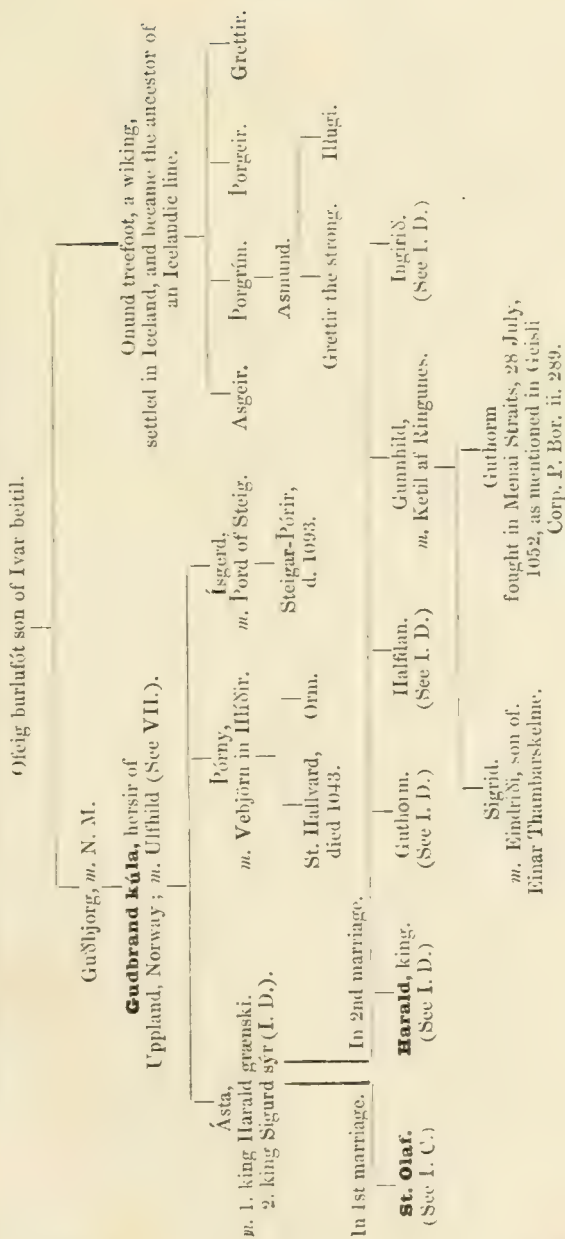 Ofeig burlufót son of Ivar beitil.
Guðbjorg, m. N. M.
Gudbrand kúla, hersir of
Uppland, Norway ; m. Ulfhild (See VII.).
Onund treefoot, a wiking,
settled in Iceland, and became the ancestor of
an Icelandic line.
Ásta,
m. 1. king Harald grænski.
2. king Sigurd sýr (I. D.).
Þórny,
m. Vebjörn in Hlíðir.
Ísgerd,
m. Þord of Steig.
Asgeir.
Þorgrím.
Þorgeir.
Grettir.
St. Hallvard,
died 1043.
Orm.
Steigar-Þórir,
d. 1093.
Asmund.
Grettir the strong.
Illugi.
In 1st marriage.
In 2nd marriage.
St. Olaf.
(See I. C.)
Harald, king.
(See I. D.)
Guthorm.
(See I. D.)
Halfdan.
(See I. D.)
Gunnhild,
m. Ketil af Ringunes.
Ingirið.
(See I. D.)
Sigrid.
m. Eindriði, son of.
Einar Thambarskelme.
Guthorm
fought in Menai Straits, 28 July,
1052, as mentioned in Geisli
Corp. P. Bor. ii. 289.